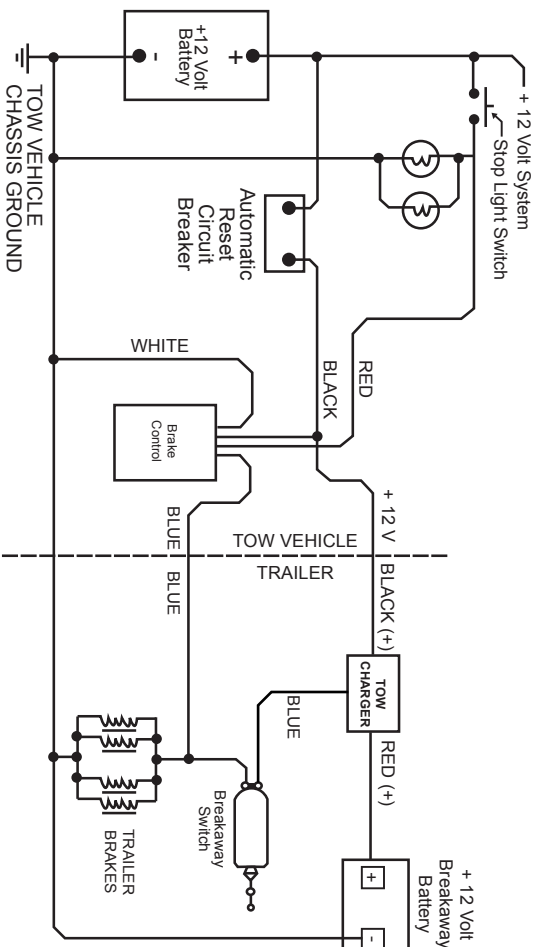 +12 Volt
Battery
+
-
TOW VEHICLE
CHASSIS GROUND
+ 12 Volt System
Stop Light Switch
Automatic
Reset
Circuit
Breaker
WHITE
BLACK
RED
Brake
Control
BLUE
+ 12 V
TOW VEHICLE
TRAILER
BLUE
BLACK (+)
TOW
CHARGER
BLUE
RED (+)
Breakaway
Switch
TRAILER
BRAKES
+ 12 Volt
Breakaway
Battery
+
-